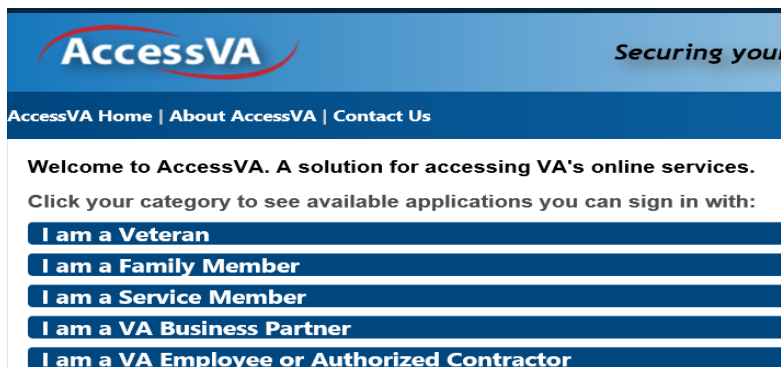 AccessVA
Securing your
AccessVA Home | About AccessVA | Contact Us
Welcome to AccessVA. A solution for accessing VA's online services.
Click your category to see available applications you can sign in with:
I am a Veteran
I am a Family Member
I am a Service Member
I am a VA Business Partner
I am a VA Employee or Authorized Contractor